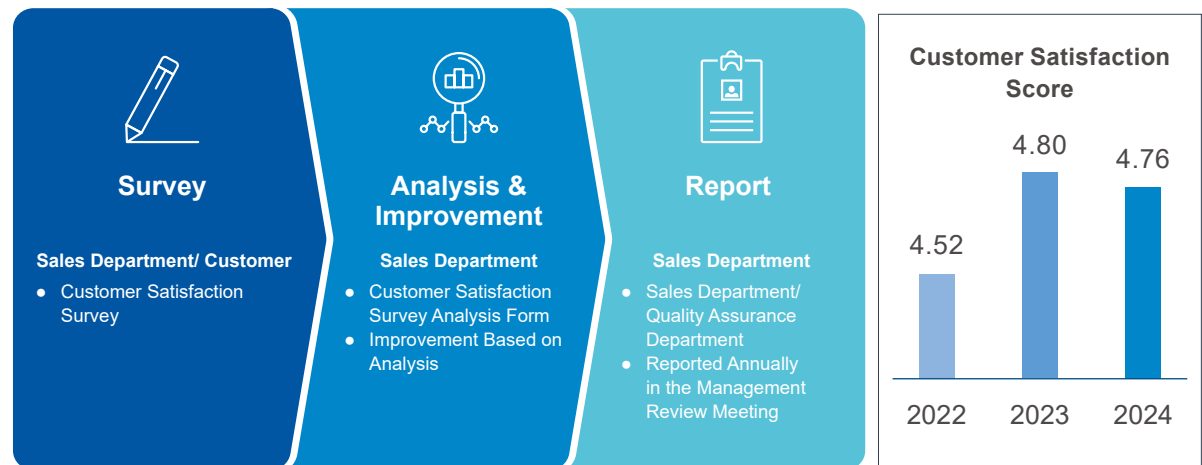 Survey
Sales Department/ Customer
● Customer Satisfaction
Survey
Analysis &
Improvement
Sales Department
● Customer Satisfaction
Survey Analysis Form
● Improvement Based on
Analysis
Report
Sales Department
● Sales Department/
Quality Assurance
Department
● Reported Annually
in the Management
Review Meeting
Customer Satisfaction
Score
4.52
4.80
4.76
2022
2023
2024